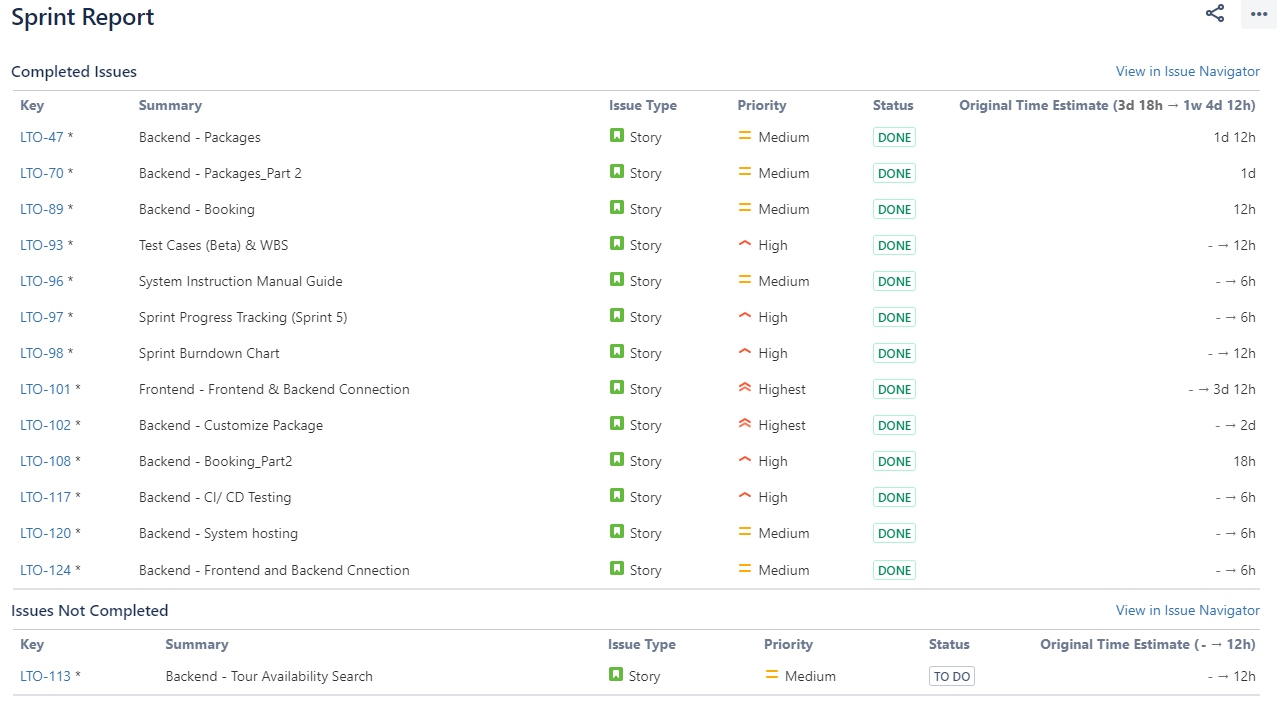 Sprint Report
Completed Issues View in Issue Navigator
Key Summary Issue Type Priority Status Original Time Estimate (3d 18h → 1w 4d 12h)
LTO-47 * Backend - Packages Story Medium DONE 1d 12h
LTO-70 * Backend - Packages_Part 2 Story Medium DONE 1d
LTO-89 * Backend - Booking Story Medium DONE 12h
LTO-93 * Test Cases (Beta) & WBS Story High DONE - → 12h
LTO-96 * System Instruction Manual Guide Story Medium DONE - → 6h
LTO-97 * Sprint Progress Tracking (Sprint 5) Story High DONE - → 6h
LTO-98 * Sprint Burndown Chart Story High DONE - → 12h
LTO-101 * Frontend - Frontend & Backend Connection Story Highest DONE - → 3d 12h
LTO-102 * Backend - Customize Package Story Highest DONE - → 2d
LTO-108 * Backend - Booking_Part2 Story High DONE 18h
LTO-117 * Backend - CI/ CD Testing Story High DONE - → 6h
LTO-120 * Backend - System hosting Story Medium DONE - → 6h
LTO-124 * Backend - Frontend and Backend Cnnection Story Medium DONE - → 6h
Issues Not Completed View in Issue Navigator
Key Summary Issue Type Priority Status Original Time Estimate (- → 12h)
LTO-113 * Backend - Tour Availability Search Story Medium TO DO - → 12h